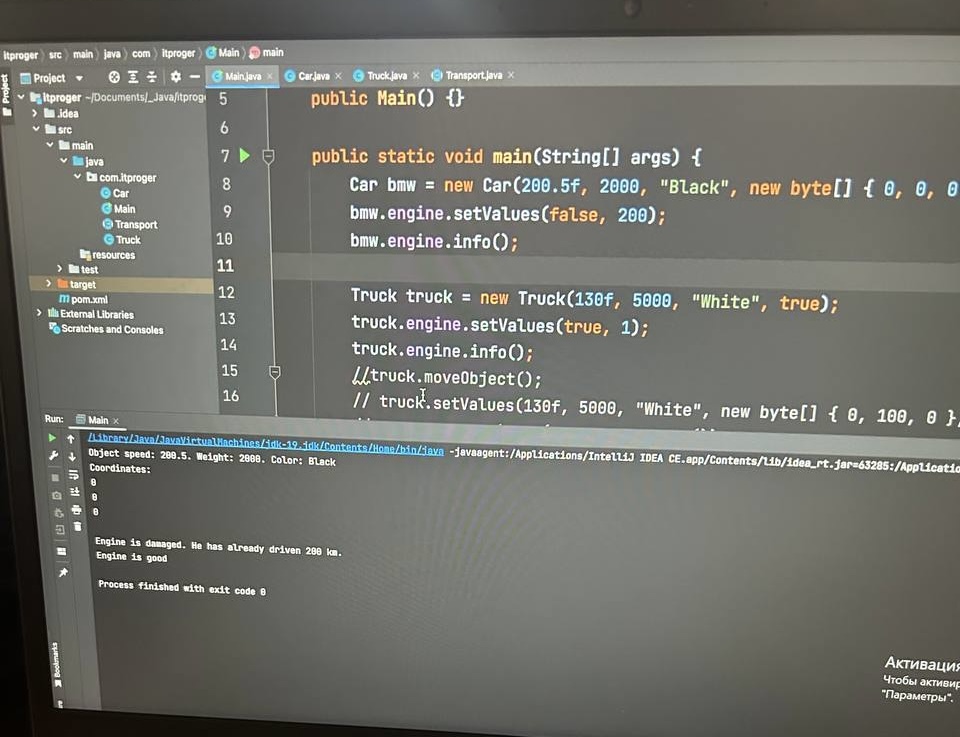 itproger src main java com itproger Main main
Project
Main.java Car.java Truck.java Transport.java
Project
itproger ~/Documents/_Java/itprog
.idea
src
main
java
com.itproger
Car
Main
Transport
Truck
resources
test
target
pom.xml
External Libraries
Scratches and Consoles
5 public Main() {}
6
7 public static void main(String[] args) {
8 Car bmw = new Car(200.5f, 2000, "Black", new byte[] { 0, 0, 0
9 bmw.engine.setValues(false, 200);
10 bmw.engine.info();
11
12 Truck truck = new Truck(130f, 5000, "White", true);
13 truck.engine.setValues(true, 1);
14 truck.engine.info();
15 //truck.moveObject();
16 // truck.setValues(130f, 5000, "White", new byte[] { 0, 100, 0 }
Run: Main
/Library/Java/JavaVirtualMachines/jdk-19.jdk/Contents/Home/bin/java -javaagent:/Applications/IntelliJ IDEA CE.app/Contents/lib/idea_rt.jar=63285:/Applicatio
Object speed: 200.5. Weight: 2000. Color: Black
Coordinates:
0
0
0
Engine is damaged. He has already driven 200 km.
Engine is good
Process finished with exit code 0
Bookmarks
Активация
Чтобы активир
"Параметры".